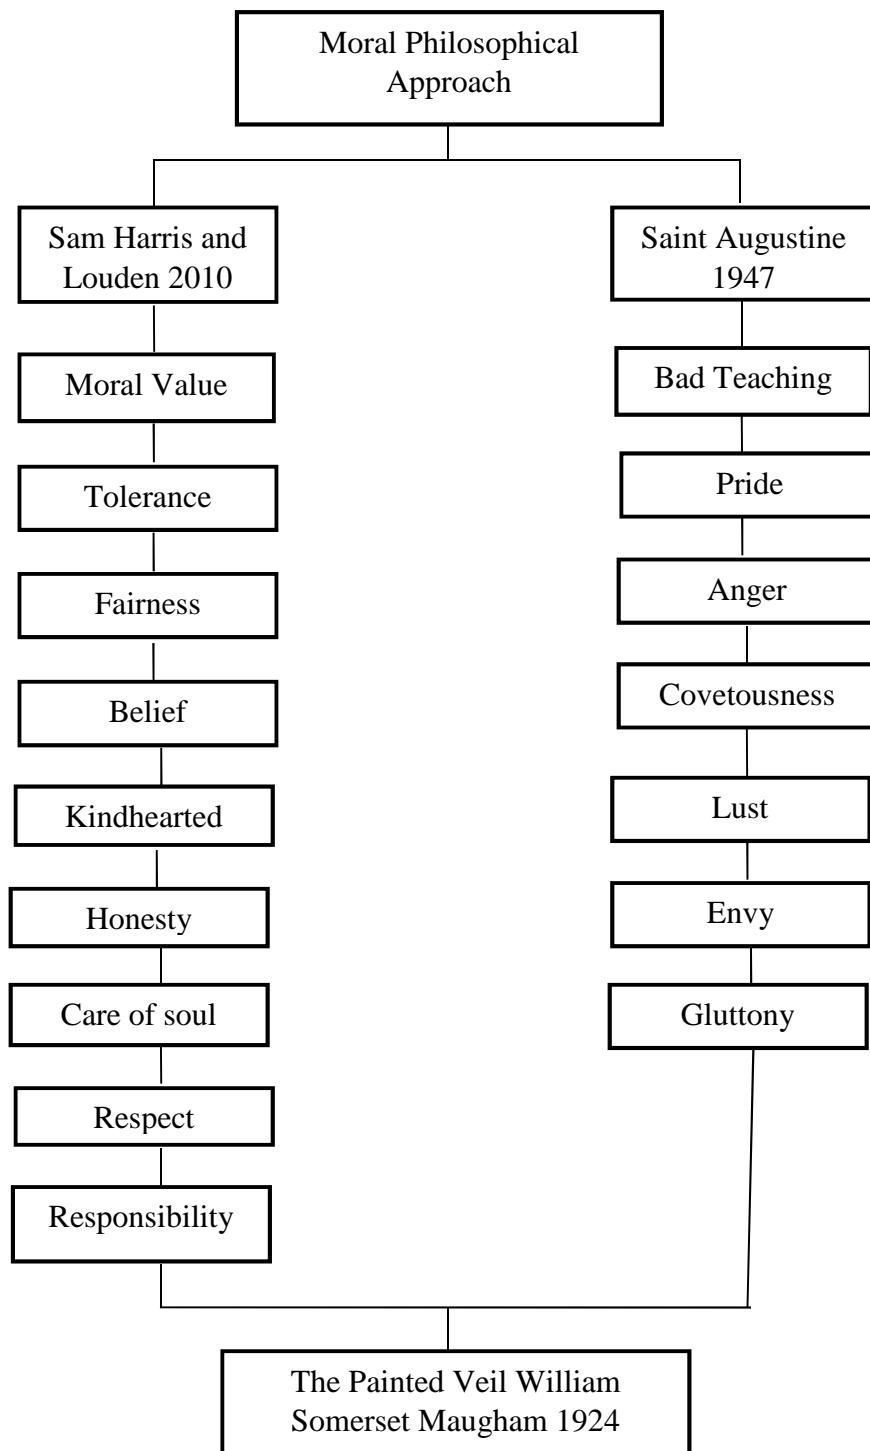 Moral Philosophical
Approach
Sam Harris and
Louden 2010
Moral Value
Tolerance
Fairness
Belief
Kindhearted
Honesty
Care of soul
Respect
Responsibility
Saint Augustine
1947
Bad Teaching
Pride
Anger
Covetousness
Lust
Envy
Gluttony
The Painted Veil William
Somerset Maugham 1924